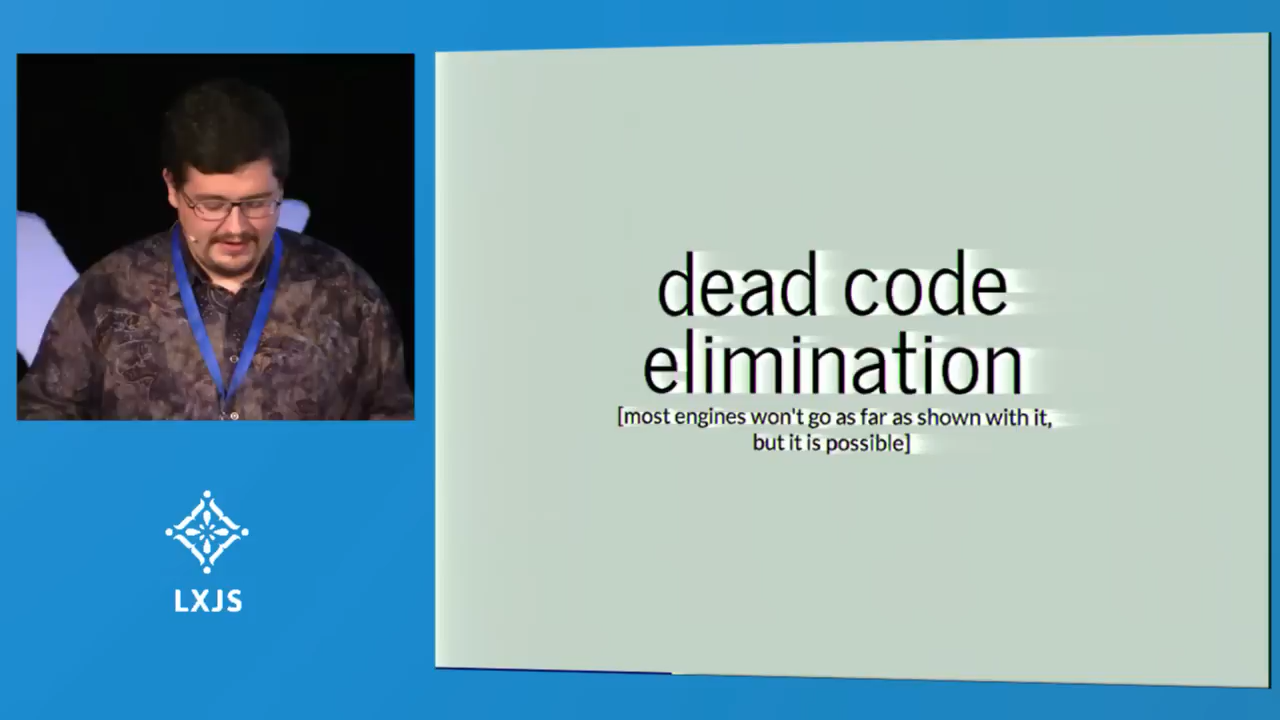 dead code
elimination
[most engines won't go as far as shown with it,
but it is possible]
LXJS